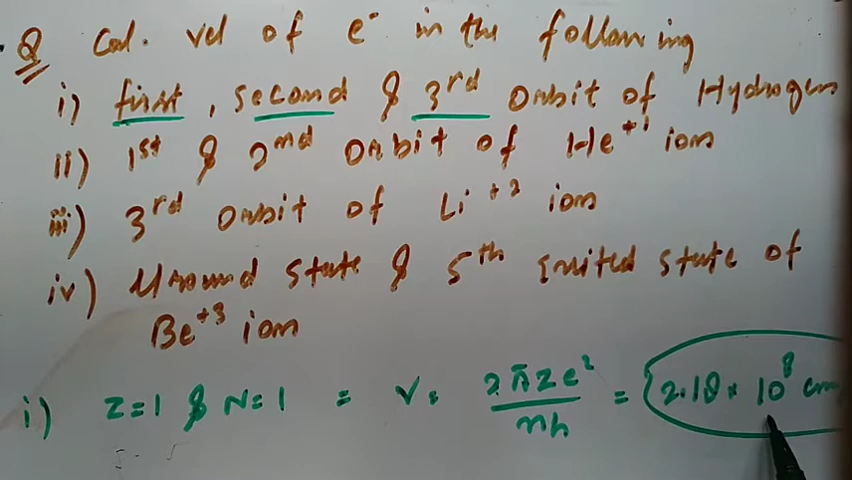 Q Cal. vel of e⁻ in the following
i) first, second & 3rd Orbit of Hydrogen
ii) 1st & 2nd Orbit of He⁺¹ ion
iii) 3rd Orbit of Li⁺² ion
iv) Ground state & 5th Exited state of
Be⁺³ ion
i) Z=1 & N=1 = V = 2πze²/nh = 2.18 × 10⁸ cm